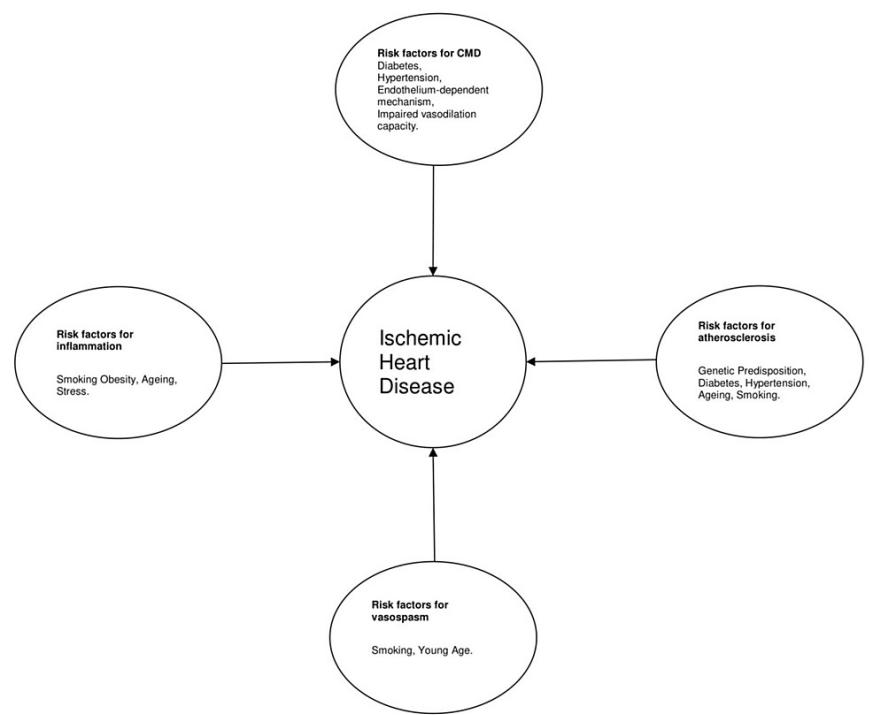 Risk factors for CMD
Diabetes,
Hypertension,
Endothelium-dependent
mechanism,
Impaired vasodilation
capacity.
Risk factors for
inflammation
Smoking Obesity, Ageing,
Stress.
Ischemic
Heart
Disease
Risk factors for
atherosclerosis
Genetic Predisposition,
Diabetes, Hypertension,
Ageing, Smoking.
Risk factors for
vasospasm
Smoking, Young Age.